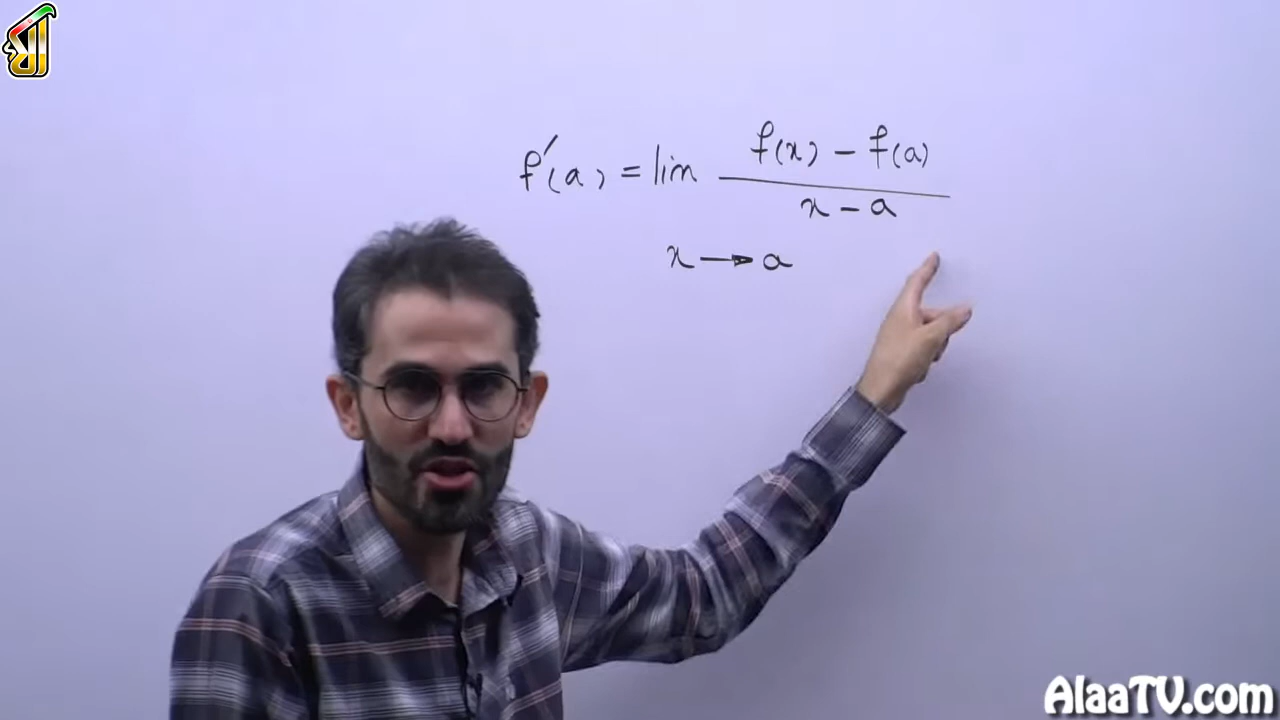 f′(a) = lim f(x) − f(a)
x − a
x → a
AlaaTV.com